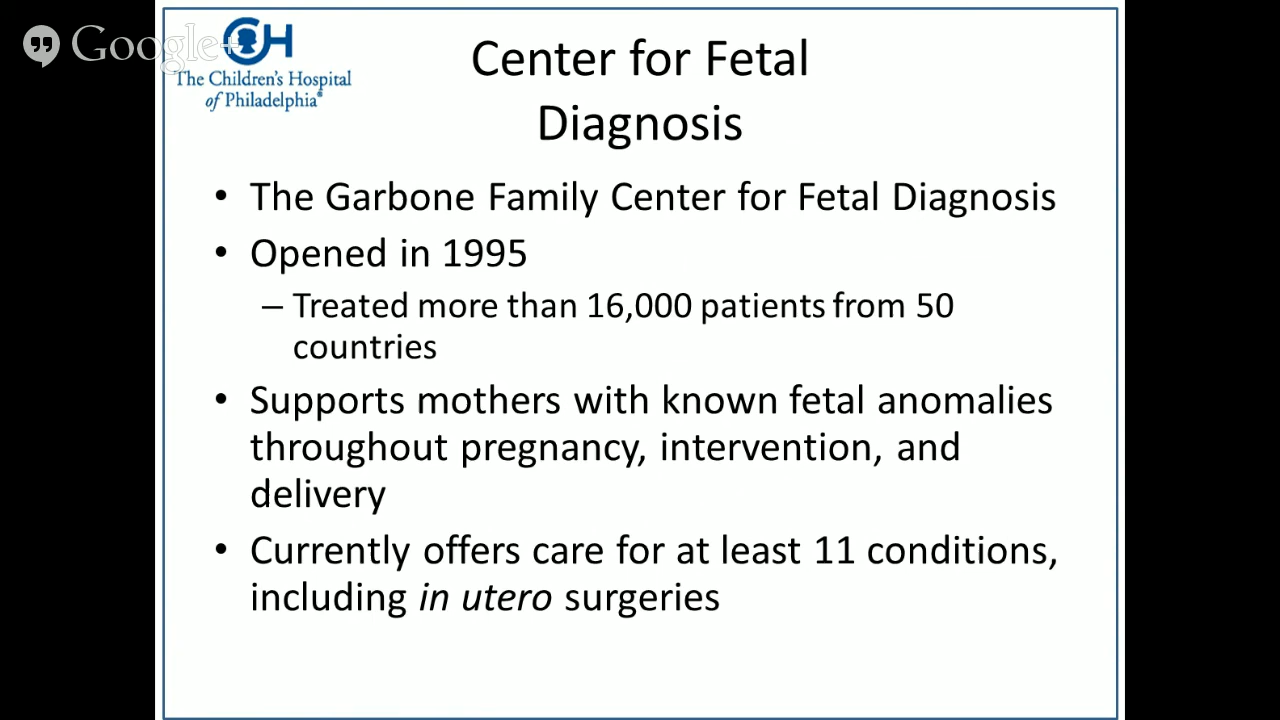 Google+
CH
The Children's Hospital
of Philadelphia®
Center for Fetal
Diagnosis
• The Garbone Family Center for Fetal Diagnosis
• Opened in 1995
– Treated more than 16,000 patients from 50
countries
• Supports mothers with known fetal anomalies
throughout pregnancy, intervention, and
delivery
• Currently offers care for at least 11 conditions,
including in utero surgeries